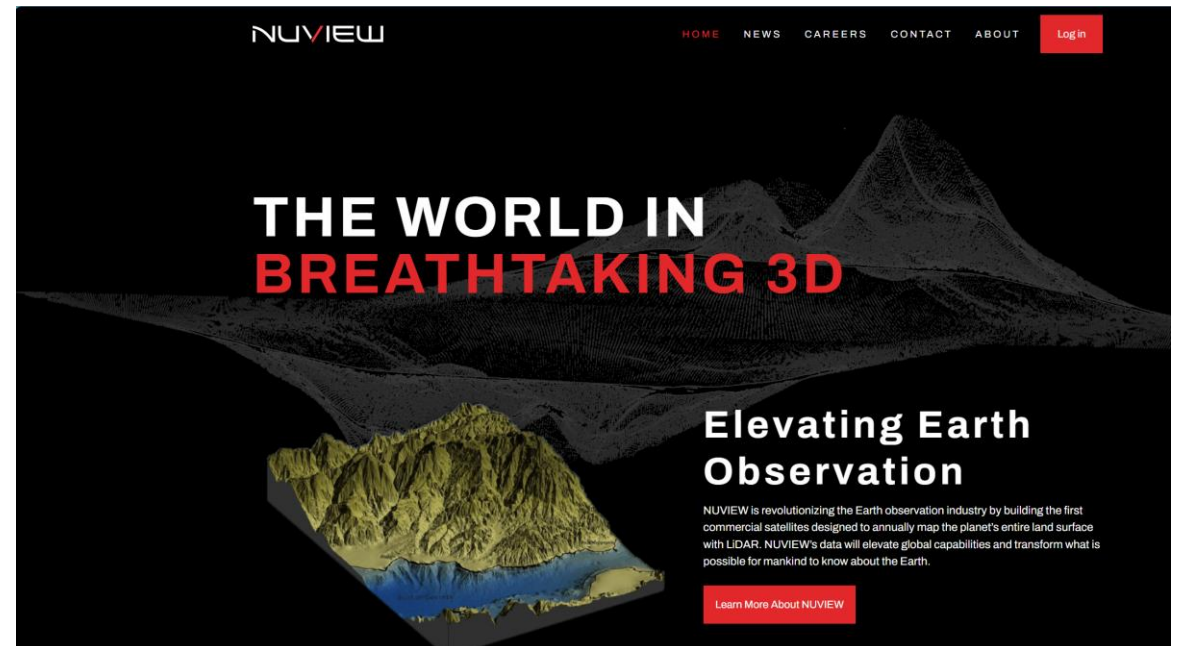 NUVIEW
HOME NEWS CAREERS CONTACT ABOUT Log in
THE WORLD IN
BREATHTAKING 3D
Elevating Earth
Observation
NUVIEW is revolutionizing the Earth observation industry by building the first
commercial satellites designed to annually map the planet's entire land surface
with LiDAR. NUVIEW's data will elevate global capabilities and transform what is
possible for mankind to know about the Earth.
Learn More About NUVIEW